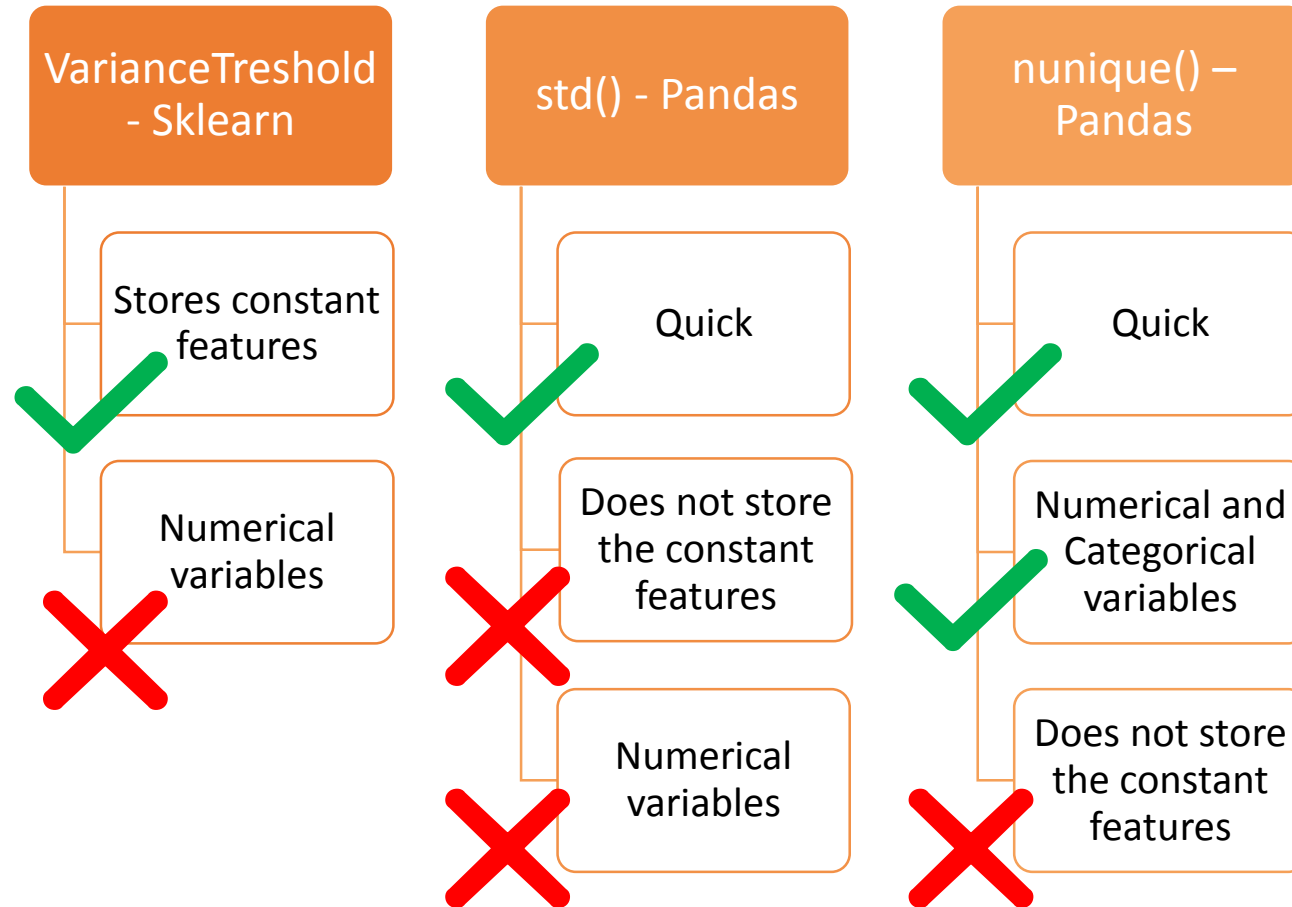 VarianceTreshold
- Sklearn
Stores constant
features
Numerical
variables
std() - Pandas
Quick
Does not store
the constant
features
Numerical
variables
nunique() –
Pandas
Quick
Numerical and
Categorical
variables
Does not store
the constant
features